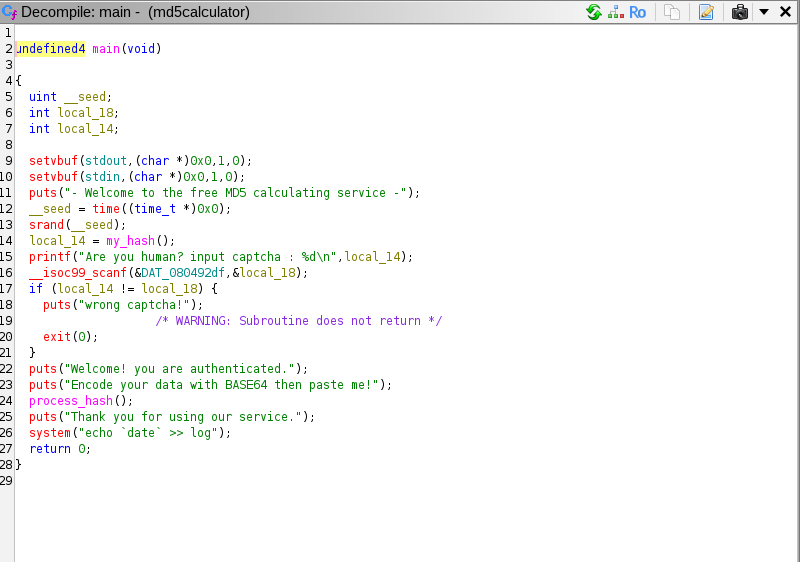 Decompile: main - (md5calculator)
Ro
1
2 undefined4 main(void)
3
4 {
5 uint __seed;
6 int local_18;
7 int local_14;
8
9 setvbuf(stdout,(char *)0x0,1,0);
10 setvbuf(stdin,(char *)0x0,1,0);
11 puts("- Welcome to the free MD5 calculating service -");
12 __seed = time((time_t *)0x0);
13 srand(__seed);
14 local_14 = my_hash();
15 printf("Are you human? input captcha : %d\n",local_14);
16 __isoc99_scanf(&DAT_080492df,&local_18);
17 if (local_14 != local_18) {
18 puts("wrong captcha!");
19 /* WARNING: Subroutine does not return */
20 exit(0);
21 }
22 puts("Welcome! you are authenticated.");
23 puts("Encode your data with BASE64 then paste me!");
24 process_hash();
25 puts("Thank you for using our service.");
26 system("echo `date` >> log");
27 return 0;
28 }
29